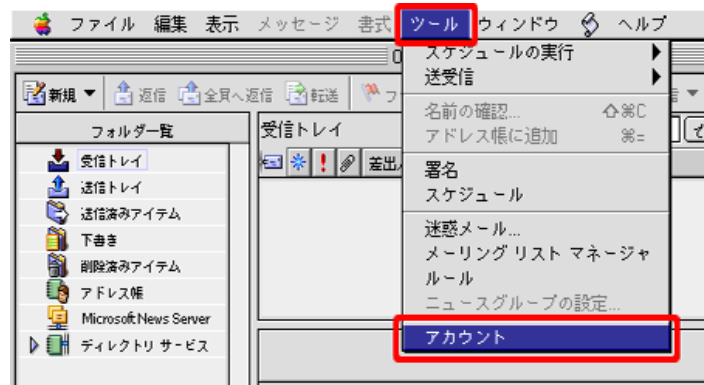 ファイル 編集 表示 メッセージ 書式 ツール ウィンドウ ヘルプ
新規 返信 全員へ返信 転送 フ
フォルダ一覧
受信トレイ
送信トレイ
送信済みアイテム
下書き
削除済みアイテム
アドレス帳
Microsoft News Server
ディレクトリ サービス
受信トレイ
差出人
スケジュールの実行
送受信
名前の確認... ⇧⌘C
アドレス帳に追加 ⌘=
署名
スケジュール
迷惑メール...
メーリング リスト マネージャ
ルール
ニュースグループの設定...
アカウント